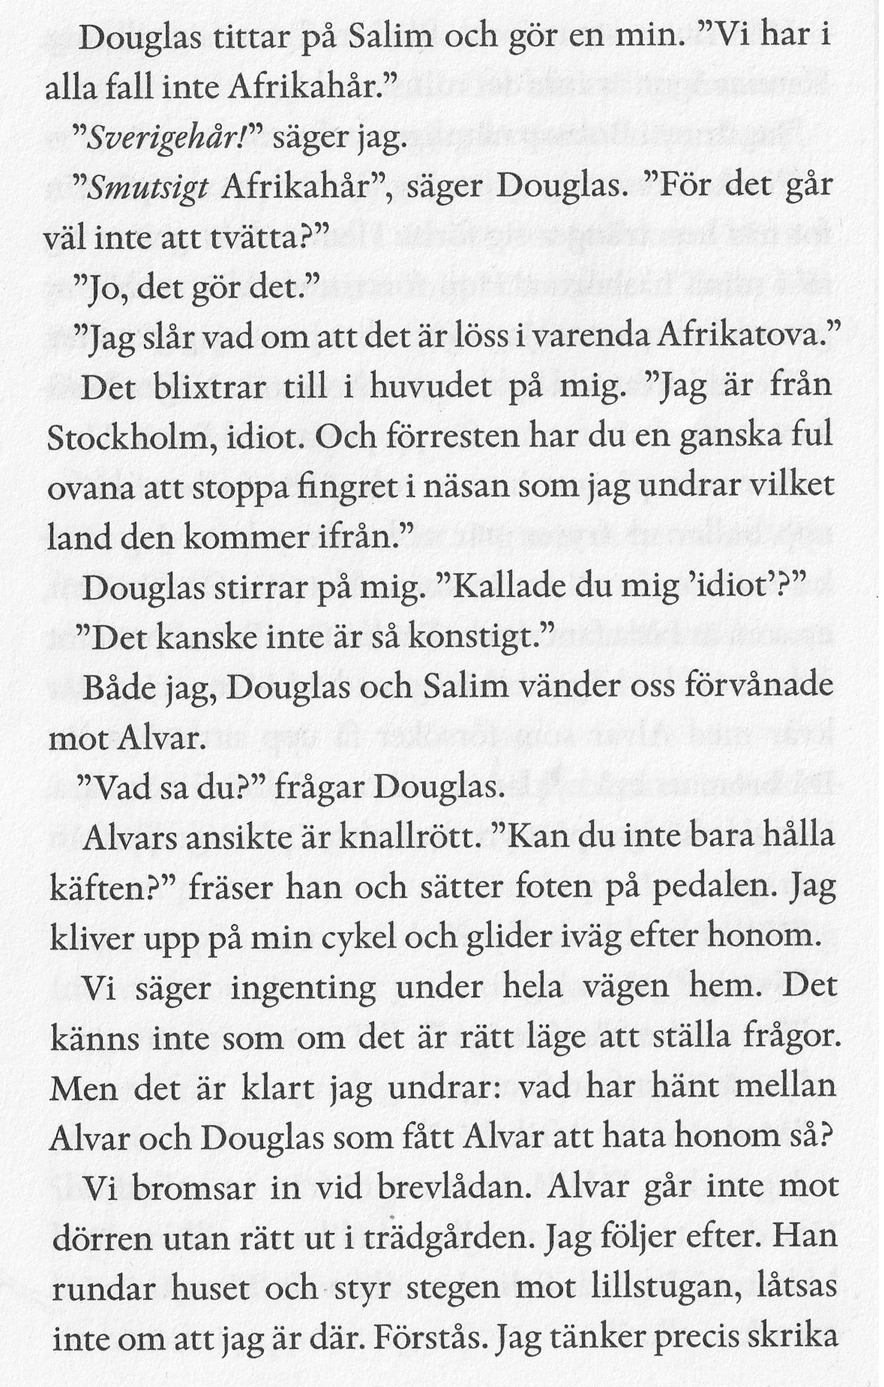 Douglas tittar på Salim och gör en min. ”Vi har i
alla fall inte Afrikahår.”
”Sverigehår!” säger jag.
”Smutsigt Afrikahår”, säger Douglas. ”För det går
väl inte att tvätta?”
”Jo, det gör det.”
”Jag slår vad om att det är löss i varenda Afrikatova.”
Det blixtrar till i huvudet på mig. ”Jag är från
Stockholm, idiot. Och förresten har du en ganska ful
ovana att stoppa fingret i näsan som jag undrar vilket
land den kommer ifrån.”
Douglas stirrar på mig. ”Kallade du mig ’idiot’?”
”Det kanske inte är så konstigt.”
Både jag, Douglas och Salim vänder oss förvånade
mot Alvar.
”Vad sa du?” frågar Douglas.
Alvars ansikte är knallrött. ”Kan du inte bara hålla
käften?” fräser han och sätter foten på pedalen. Jag
kliver upp på min cykel och glider iväg efter honom.
Vi säger ingenting under hela vägen hem. Det
känns inte som om det är rätt läge att ställa frågor.
Men det är klart jag undrar: vad har hänt mellan
Alvar och Douglas som fått Alvar att hata honom så?
Vi bromsar in vid brevlådan. Alvar går inte mot
dörren utan rätt ut i trädgården. Jag följer efter. Han
rundar huset och styr stegen mot lillstugan, låtsas
inte om att jag är där. Förstås. Jag tänker precis skrika